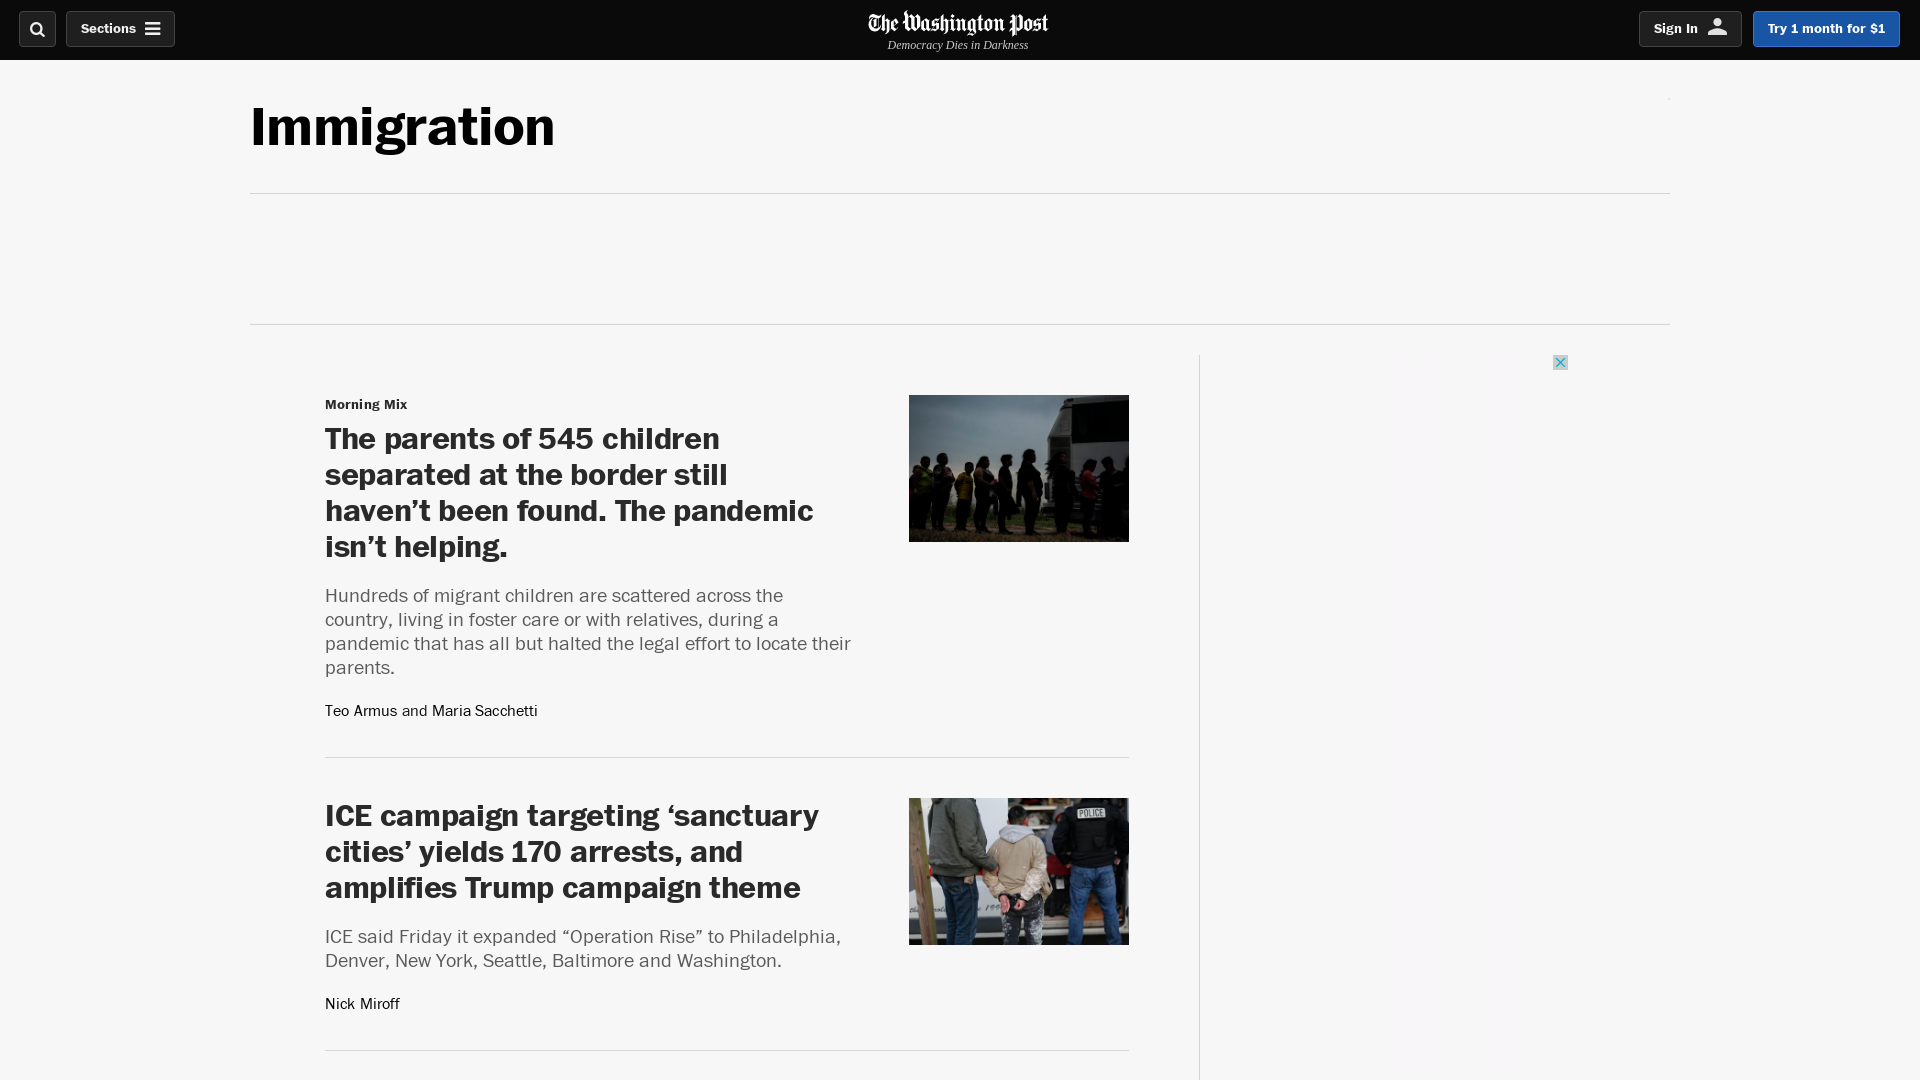 Sections
The Washington Post
Democracy Dies in Darkness
Sign In
Try 1 month for $1
Immigration
Morning Mix
The parents of 545 children
separated at the border still
haven’t been found. The pandemic
isn’t helping.
Hundreds of migrant children are scattered across the
country, living in foster care or with relatives, during a
pandemic that has all but halted the legal effort to locate their
parents.
Teo Armus and Maria Sacchetti
ICE campaign targeting ‘sanctuary
cities’ yields 170 arrests, and
amplifies Trump campaign theme
POLICE
ICE said Friday it expanded “Operation Rise” to Philadelphia,
Denver, New York, Seattle, Baltimore and Washington.
Nick Miroff